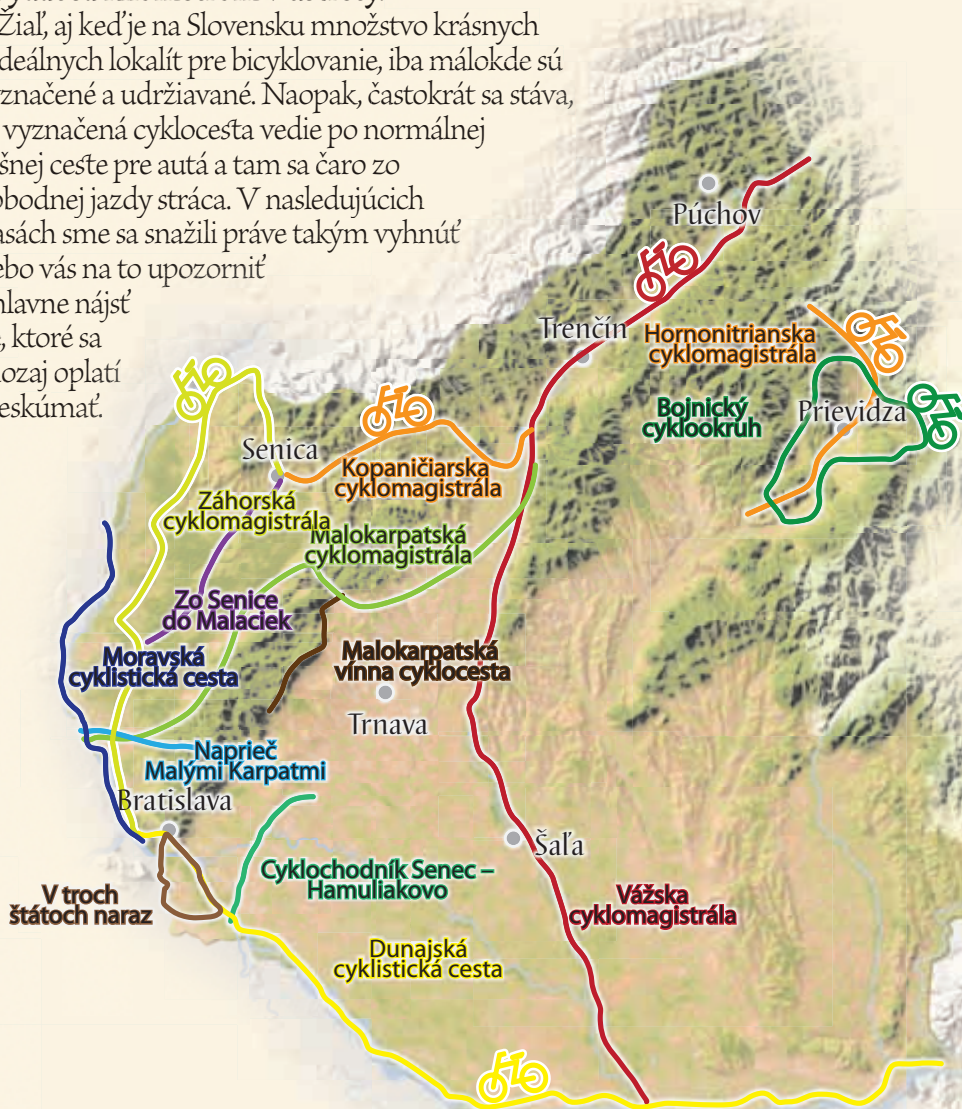 Žiaľ, aj keď je na Slovensku množstvo krásnych
deálnych lokalít pre bicyklovanie, iba málokde sú
značené a udržiavané. Naopak, častokrát sa stáva,
vyznačená cyklocesta vedie po normálnej
šnej ceste pre autá a tam sa čaro zo
obodnej jazdy stráca. V nasledujúcich
asách sme sa snažili práve takým vyhnúť
ebo vás na to upozorniť
hlavne nájsť
, ktoré sa
ozaj oplatí
eskúmať.
Púchov
Trenčín
Hornonitrianska
cyklomagistrála
Bojnický
cyklookruh
Prievidza
Senica
Kopaničiarska
cyklomagistrála
Záhorská
cyklomagistrála
Malokarpatská
cyklomagistrála
Zo Senice
do Malaciek
Moravská
cyklistická cesta
Malokarpatská
vínna cyklocesta
Trnava
Naprieč
Malými Karpatmi
Bratislava
Šaľa
Cyklochodník Senec –
Hamuliakovo
V troch
štátoch naraz
Vážska
cyklomagistrála
Dunajská
cyklistická cesta